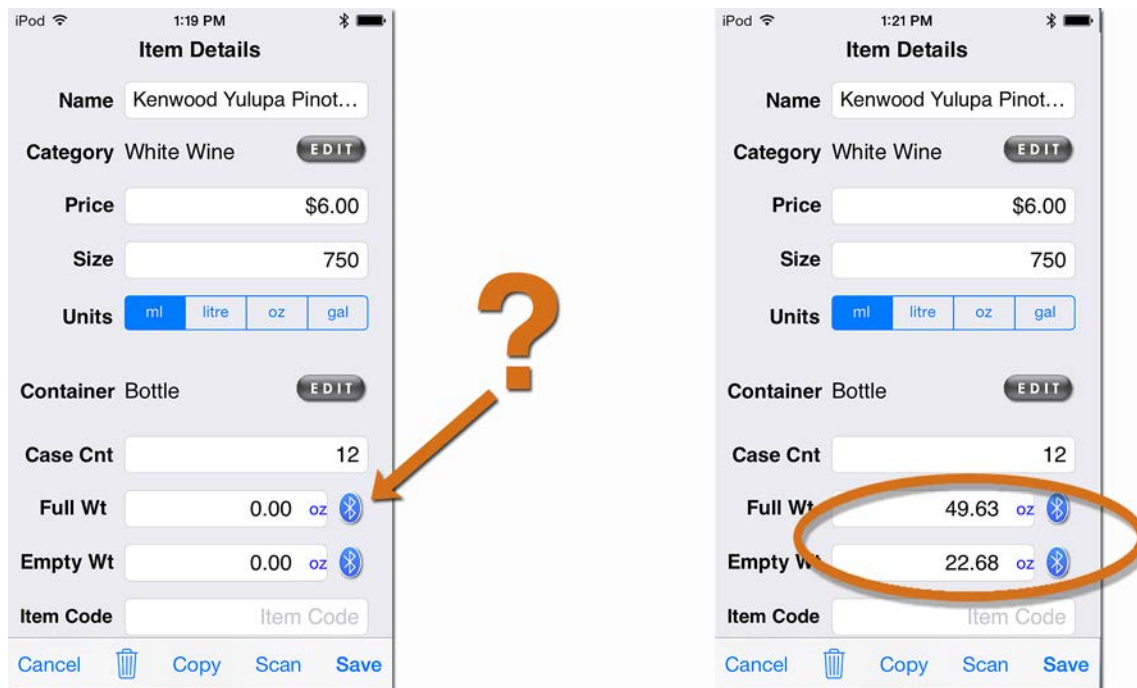 iPod 1:19 PM
Item Details
Name Kenwood Yulupa Pinot...
Category White Wine EDIT
Price $6.00
Size 750
Units ml litre oz gal
Container Bottle EDIT
Case Cnt 12
Full Wt 0.00 oz
Empty Wt 0.00 oz
Item Code Item Code
Cancel Copy Scan Save
?
iPod 1:21 PM
Item Details
Name Kenwood Yulupa Pinot...
Category White Wine EDIT
Price $6.00
Size 750
Units ml litre oz gal
Container Bottle EDIT
Case Cnt 12
Full Wt 49.63 oz
Empty Wt 22.68 oz
Item Code Item Code
Cancel Copy Scan Save